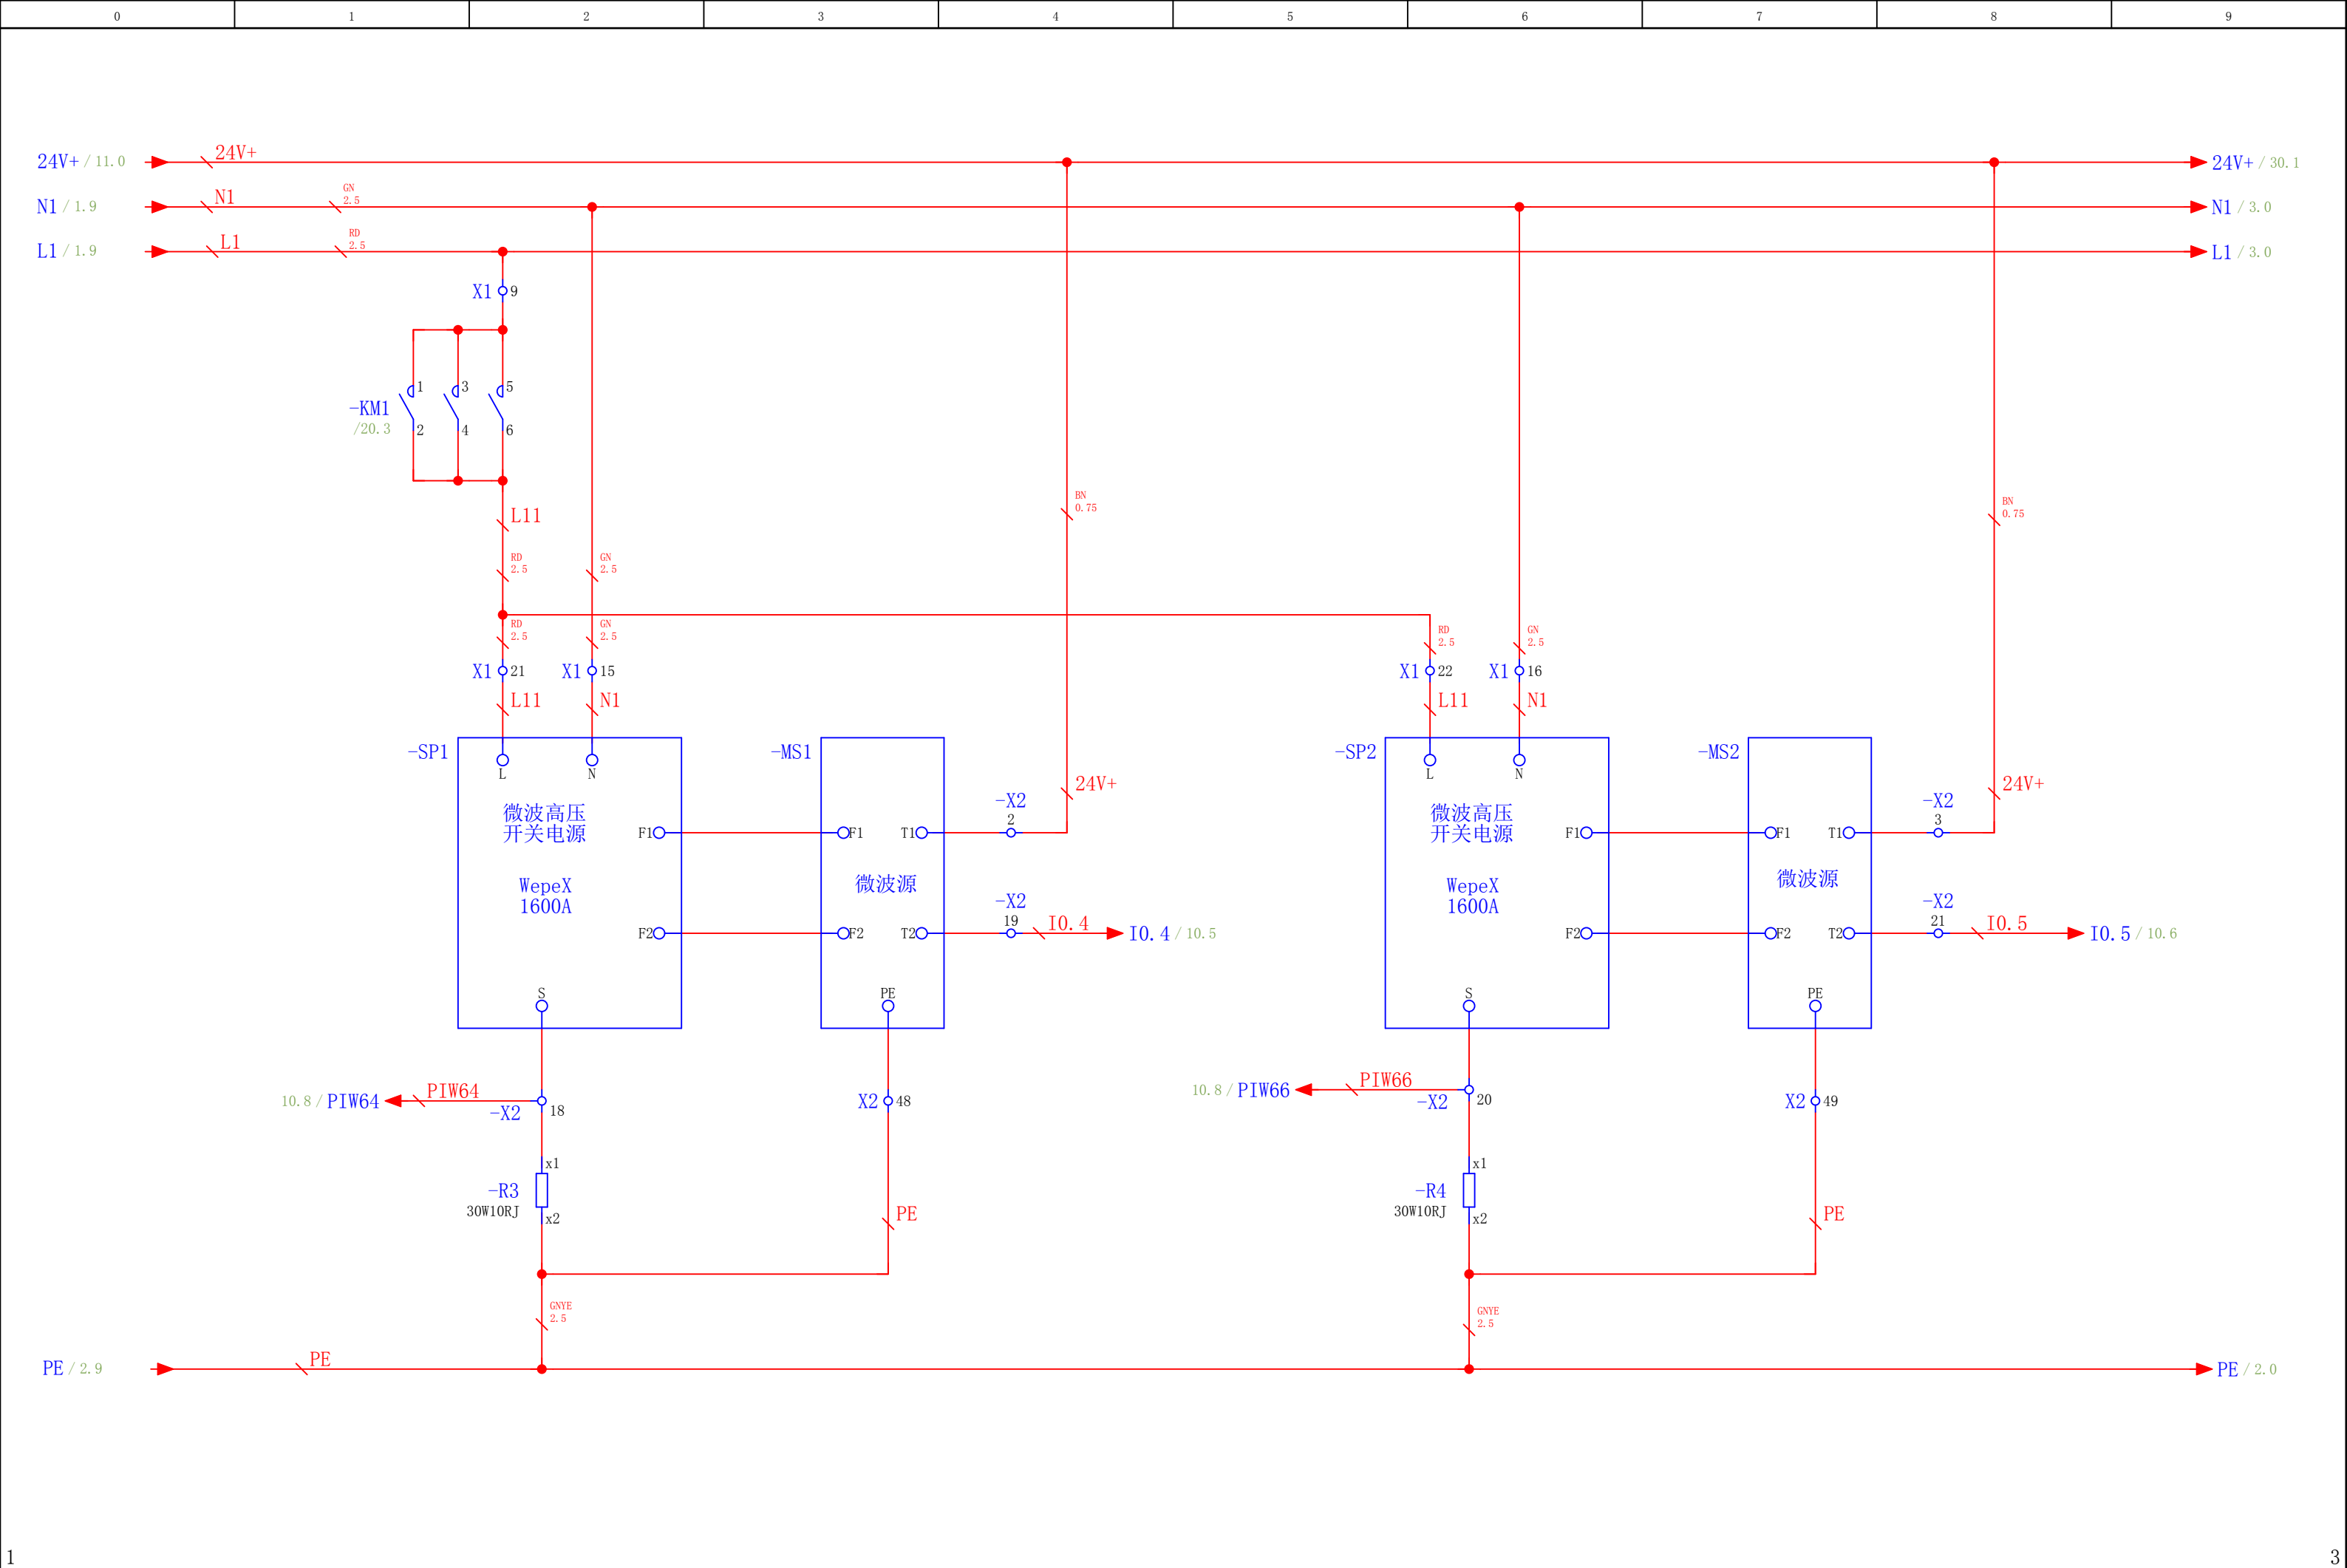 0 1 2 3 4 5 6 7 8 9
24V+ / 11.0 24V+ 24V+ / 30.1
N1 / 1.9 N1 GN N1 / 3.0
2.5
L1 / 1.9 L1 RD L1 / 3.0
2.5
X1 9
1 3 5
-KM1
/20.3
2 4 6
BN
0.75
BN
0.75
L11
RD
2.5
GN
2.5
RD
2.5
GN
2.5
RD
2.5
GN
2.5
X1 21 X1 15 X1 22 X1 16
L11 N1 L11 N1
-SP1
L N
微波高压
开关电源
WepeX
1600A
F1
F2
S
-MS1
F1 T1
微波源
F2 T2
PE
24V+
-X2
2
-X2
19
I0.4
I0.4 / 10.5
-SP2
L N
微波高压
开关电源
WepeX
1600A
F1
F2
S
-MS2
F1 T1
微波源
F2 T2
PE
24V+
-X2
3
-X2
21
I0.5
I0.5 / 10.6
10.8 / PIW64 PIW64
-X2 18
X2 48
10.8 / PIW66 PIW66
-X2 20
X2 49
x1
-R3
30W10RJ
x2
PE
x1
-R4
30W10RJ
x2
PE
GNYE
2.5
GNYE
2.5
PE / 2.9 PE PE / 2.0
1 3